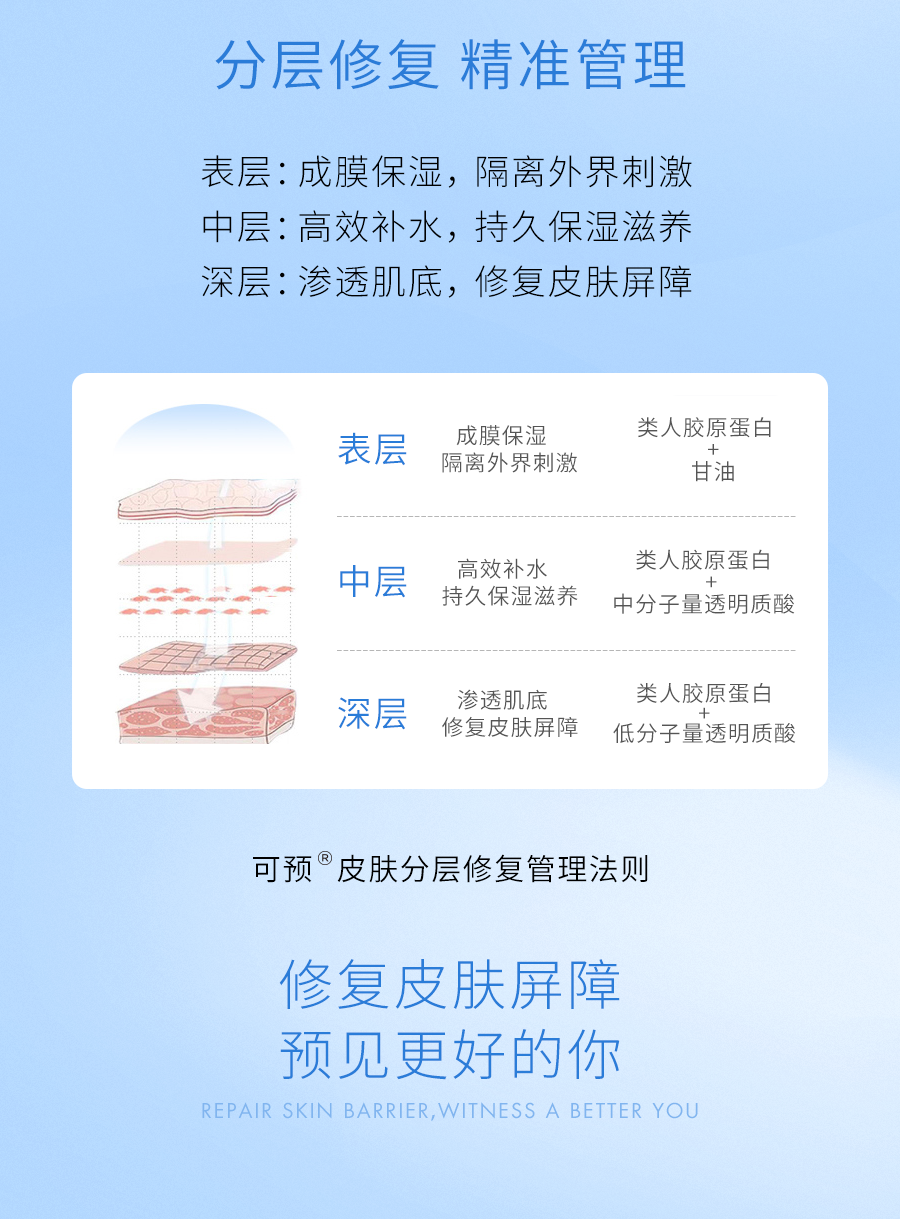 分层修复 精准管理
表层：成膜保湿，隔离外界刺激
中层：高效补水，持久保湿滋养
深层：渗透肌底，修复皮肤屏障
表层
成膜保湿
隔离外界刺激
类人胶原蛋白
+
甘油
中层
高效补水
持久保湿滋养
类人胶原蛋白
+
中分子量透明质酸
深层
渗透肌底
修复皮肤屏障
类人胶原蛋白
+
低分子量透明质酸
可预®皮肤分层修复管理法则
修复皮肤屏障
预见更好的你
REPAIR SKIN BARRIER,WITNESS A BETTER YOU